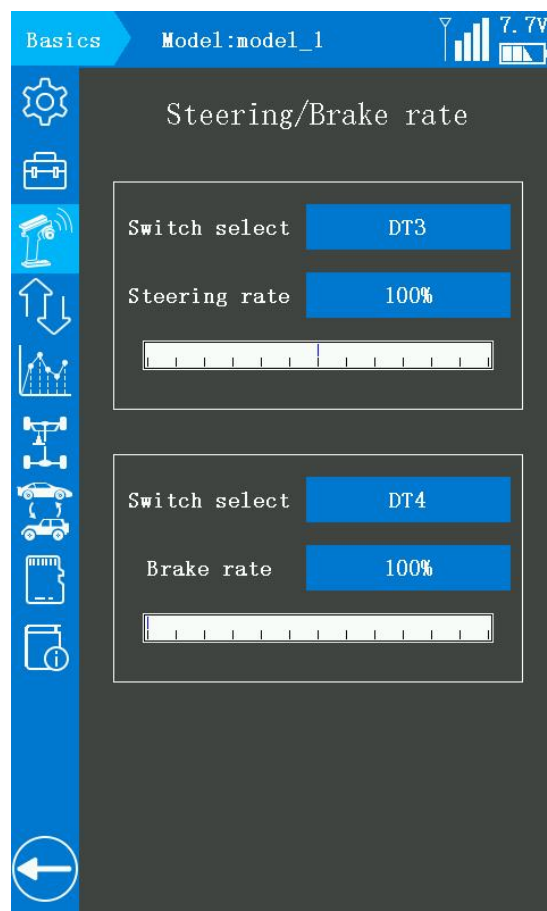 Basics Model:model_1 7.7V
Steering/Brake rate
Switch select DT3
Steering rate 100%
Switch select DT4
Brake rate 100%